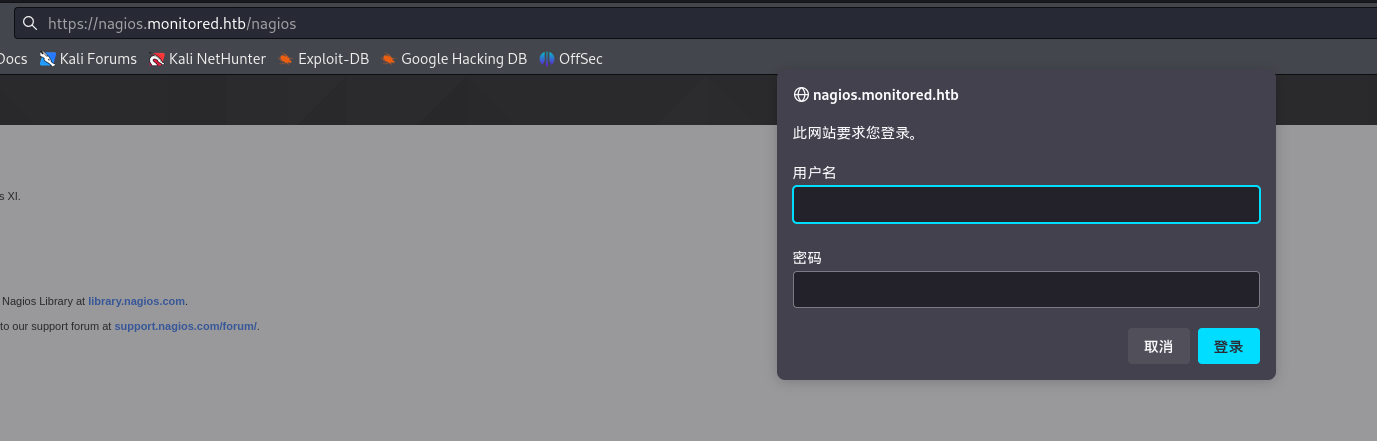 https://nagios.monitored.htb/nagios
Docs Kali Forums Kali NetHunter Exploit-DB Google Hacking DB OffSec
nagios.monitored.htb
此网站要求您登录。
用户名
密码
取消 登录
s XI.
Nagios Library at library.nagios.com.
to our support forum at support.nagios.com/forum/.